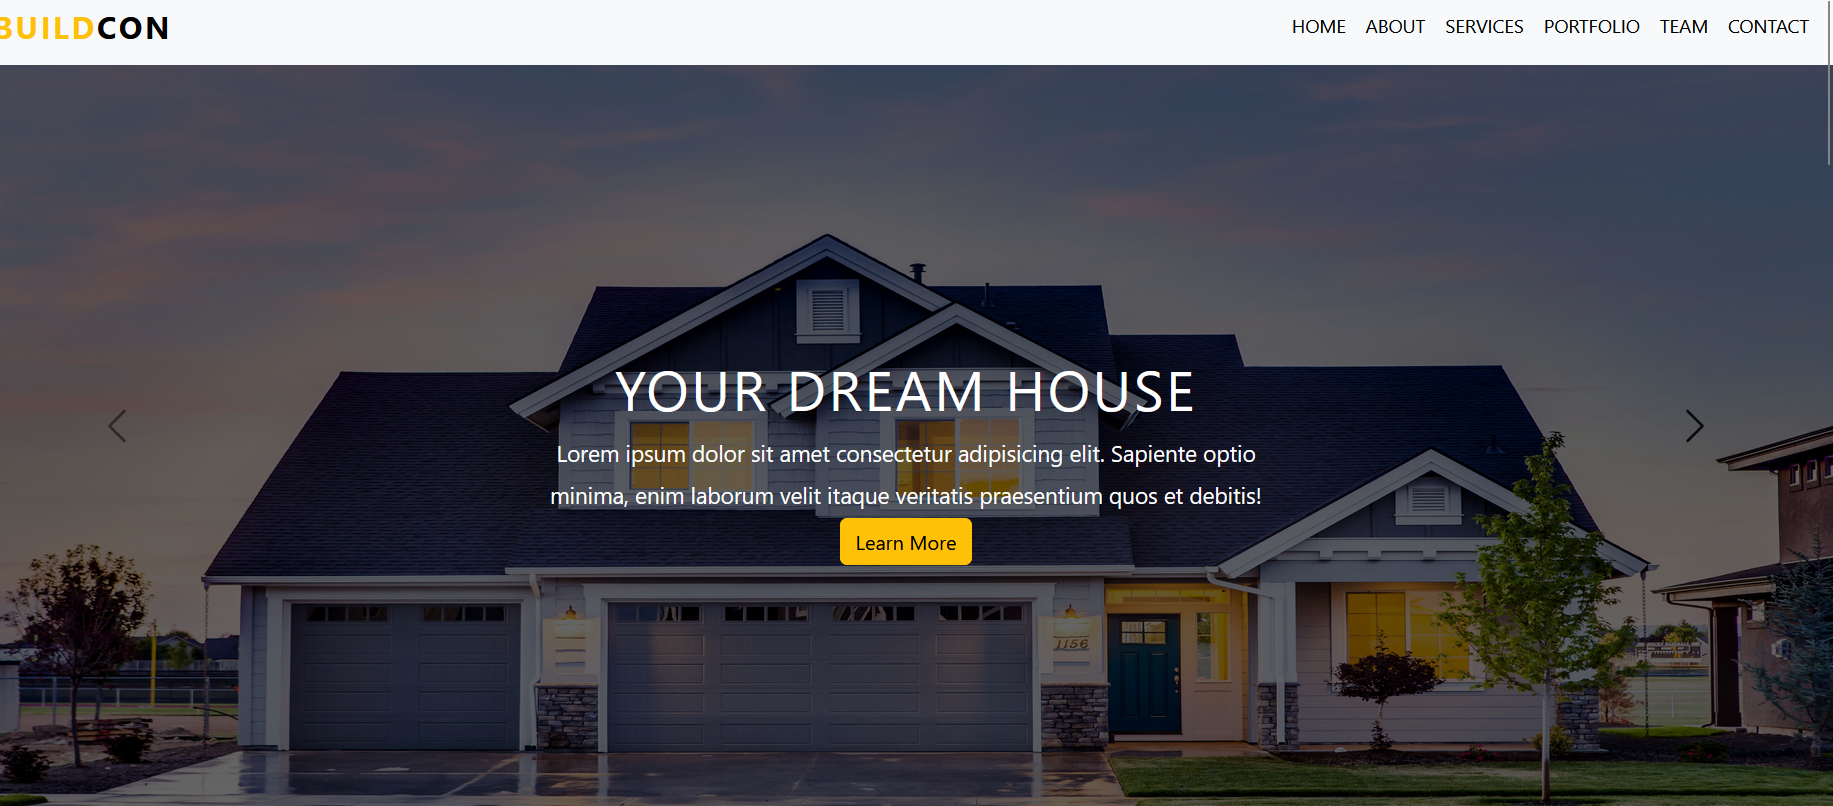 BUILDCON
HOME ABOUT SERVICES PORTFOLIO TEAM CONTACT
YOUR DREAM HOUSE
Lorem ipsum dolor sit amet consectetur adipisicing elit. Sapiente optio
minima, enim laborum velit itaque veritatis praesentium quos et debitis!
Learn More
1156